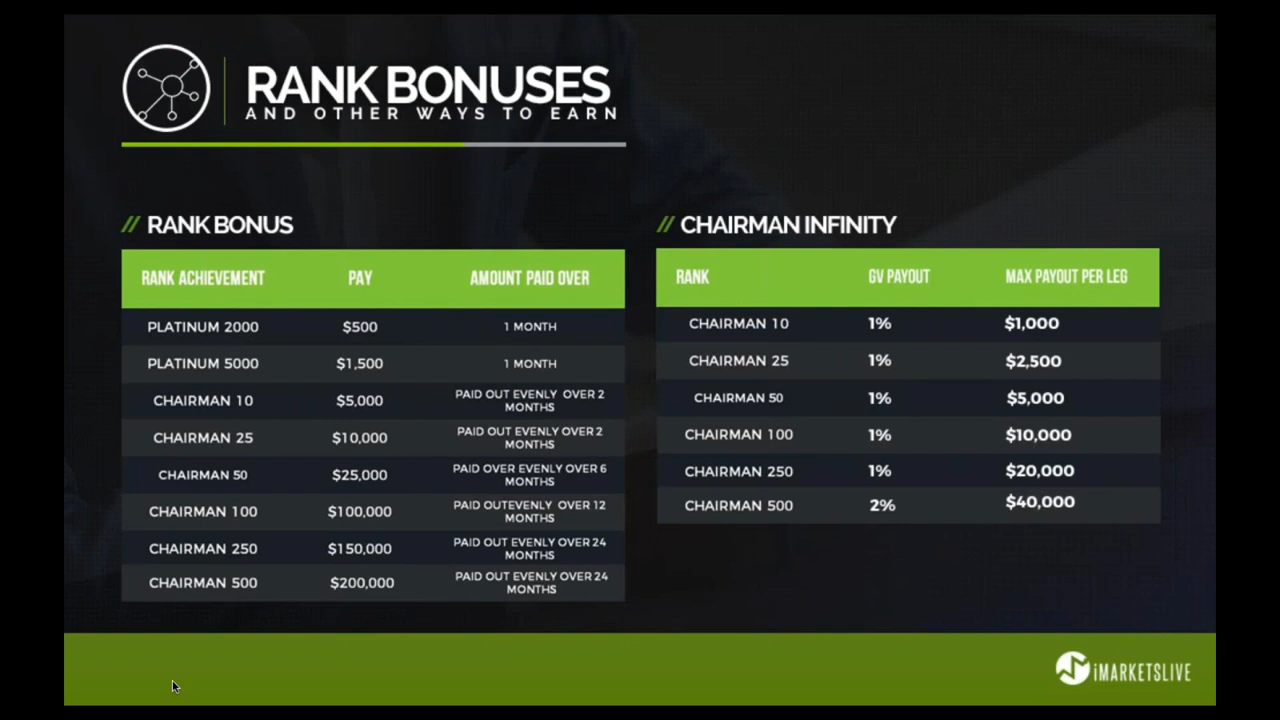 RANK BONUSES
AND OTHER WAYS TO EARN
// RANK BONUS
RANK ACHIEVEMENT PAY AMOUNT PAID OVER
PLATINUM 2000 $500 1 MONTH
PLATINUM 5000 $1,500 1 MONTH
CHAIRMAN 10 $5,000 PAID OUT EVENLY OVER 2
MONTHS
CHAIRMAN 25 $10,000 PAID OUT EVENLY OVER 2
MONTHS
CHAIRMAN 50 $25,000 PAID OVER EVENLY OVER 6
MONTHS
CHAIRMAN 100 $100,000 PAID OUTEVENLY OVER 12
MONTHS
CHAIRMAN 250 $150,000 PAID OUT EVENLY OVER 24
MONTHS
CHAIRMAN 500 $200,000 PAID OUT EVENLY OVER 24
MONTHS
// CHAIRMAN INFINITY
RANK GV PAYOUT MAX PAYOUT PER LEG
CHAIRMAN 10 1% $1,000
CHAIRMAN 25 1% $2,500
CHAIRMAN 50 1% $5,000
CHAIRMAN 100 1% $10,000
CHAIRMAN 250 1% $20,000
CHAIRMAN 500 2% $40,000
iMARKETSLIVE